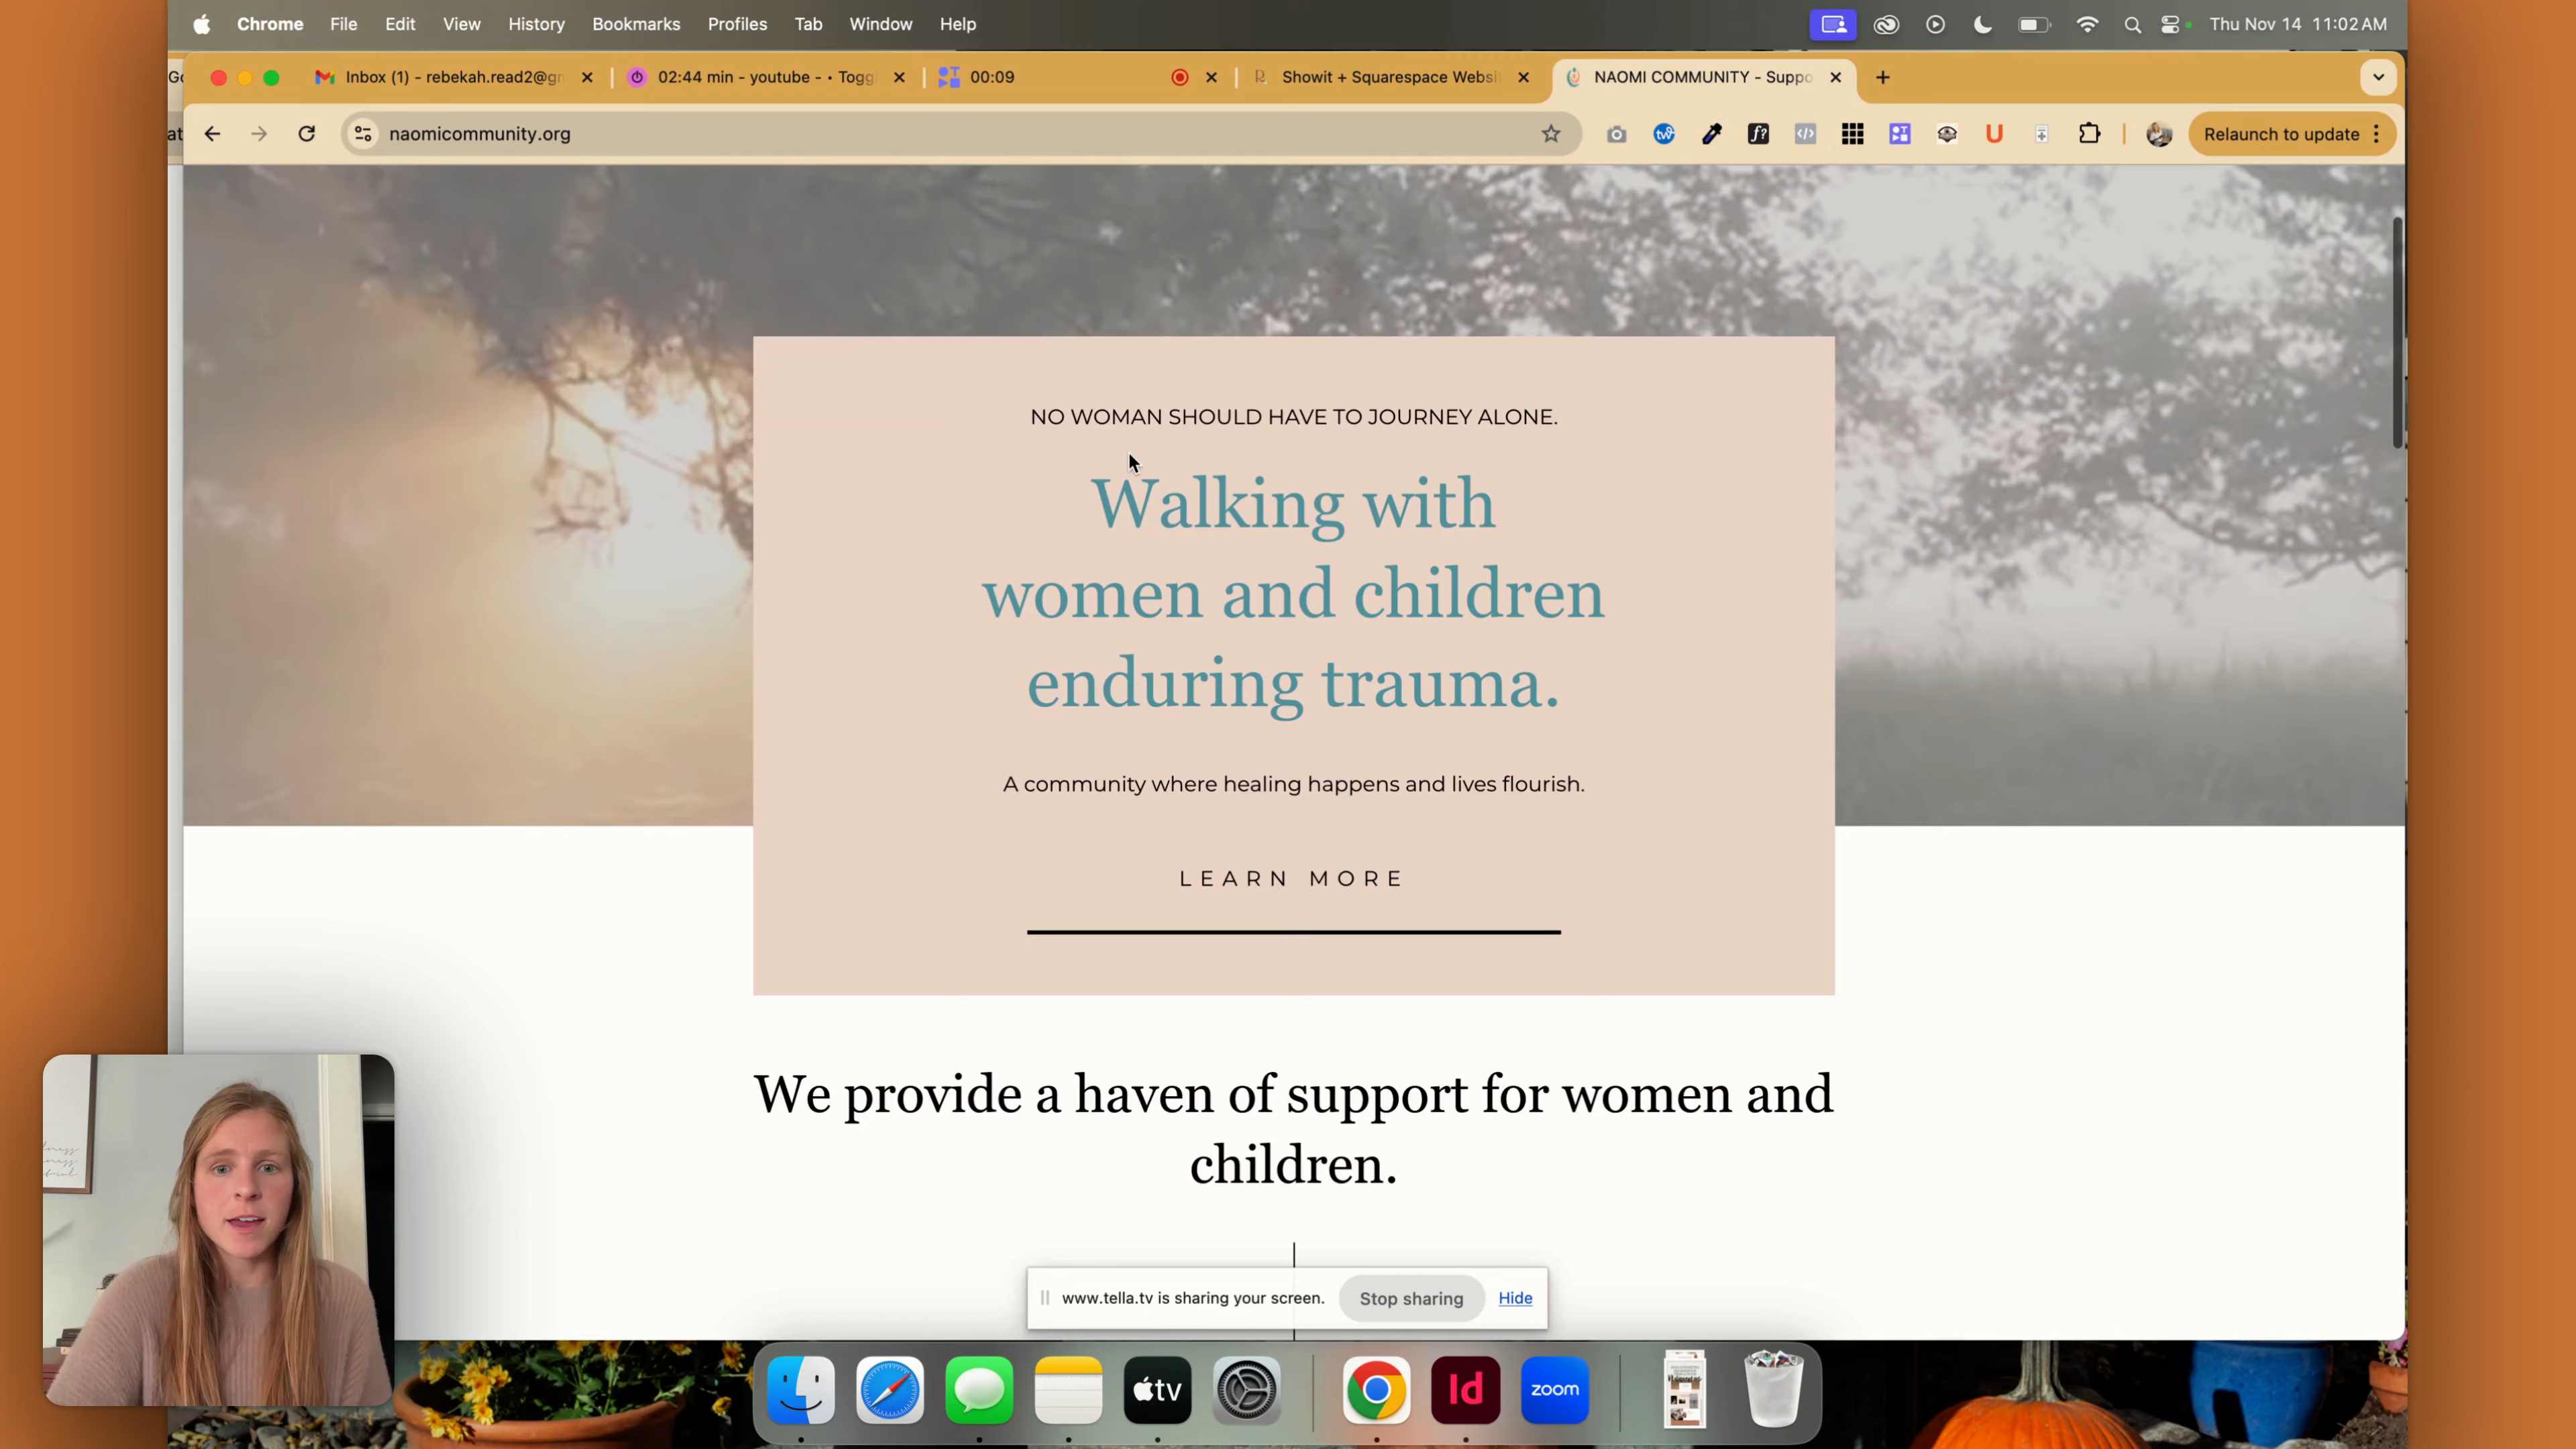 Chrome File Edit View History Bookmarks Profiles Tab Window Help Thu Nov 14 11:02 AM
Inbox (1) - rebekah.read2@gm 02:44 min - youtube - • Togg 00:09 Showit + Squarespace Websi NAOMI COMMUNITY - Suppo
naomicommunity.org Relaunch to update
NO WOMAN SHOULD HAVE TO JOURNEY ALONE.
Walking with
women and children
enduring trauma.
A community where healing happens and lives flourish.
LEARN MORE
We provide a haven of support for women and
children.
www.tella.tv is sharing your screen. Stop sharing Hide
tv Id zoom